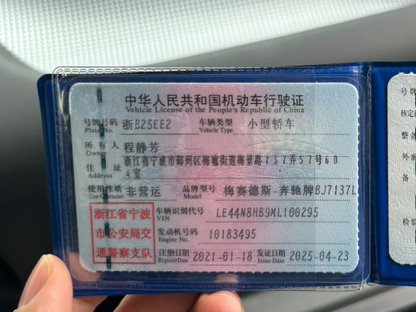 中华人民共和国机动车行驶证
Vehicle License of the People's Republic of China
号牌号码 浙B25EE2 车辆类型 小型轿车
Plate No. Vehicle Type
所有人 程静芳
Owner
住址 浙江省宁波市鄞州区梅墟街道梅景路757弄57号60
Address 4室
使用性质 非营运 品牌型号 梅赛德斯-奔驰牌BJ7137L
Use Character Model
浙江省宁波
市公安局交
通警察支队
车辆识别代号 LE44N8HB9ML100295
VIN
发动机号码 10183495
Engine No.
注册日期 2021-01-18 发证日期 2025-04-23
Register Date Issue Date